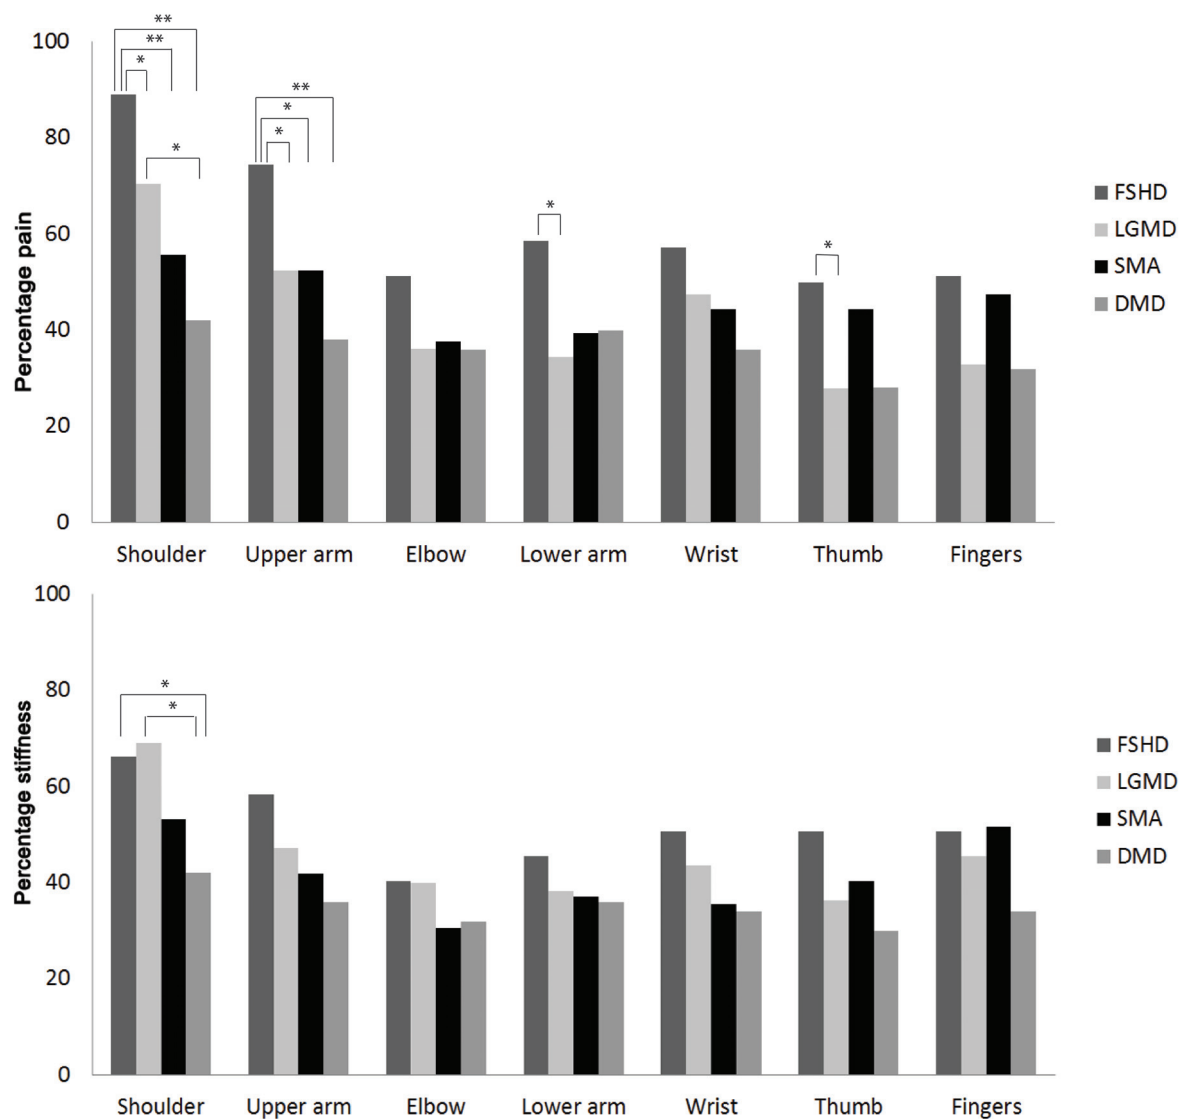 Percentage pain
100
80
60
40
20
0
**
**
*
*
**
*
*
*
*
Shoulder Upper arm Elbow Lower arm Wrist Thumb Fingers
FSHD
LGMD
SMA
DMD
Percentage stiffness
100
80
60
40
20
0
*
*
Shoulder Upper arm Elbow Lower arm Wrist Thumb Fingers
FSHD
LGMD
SMA
DMD